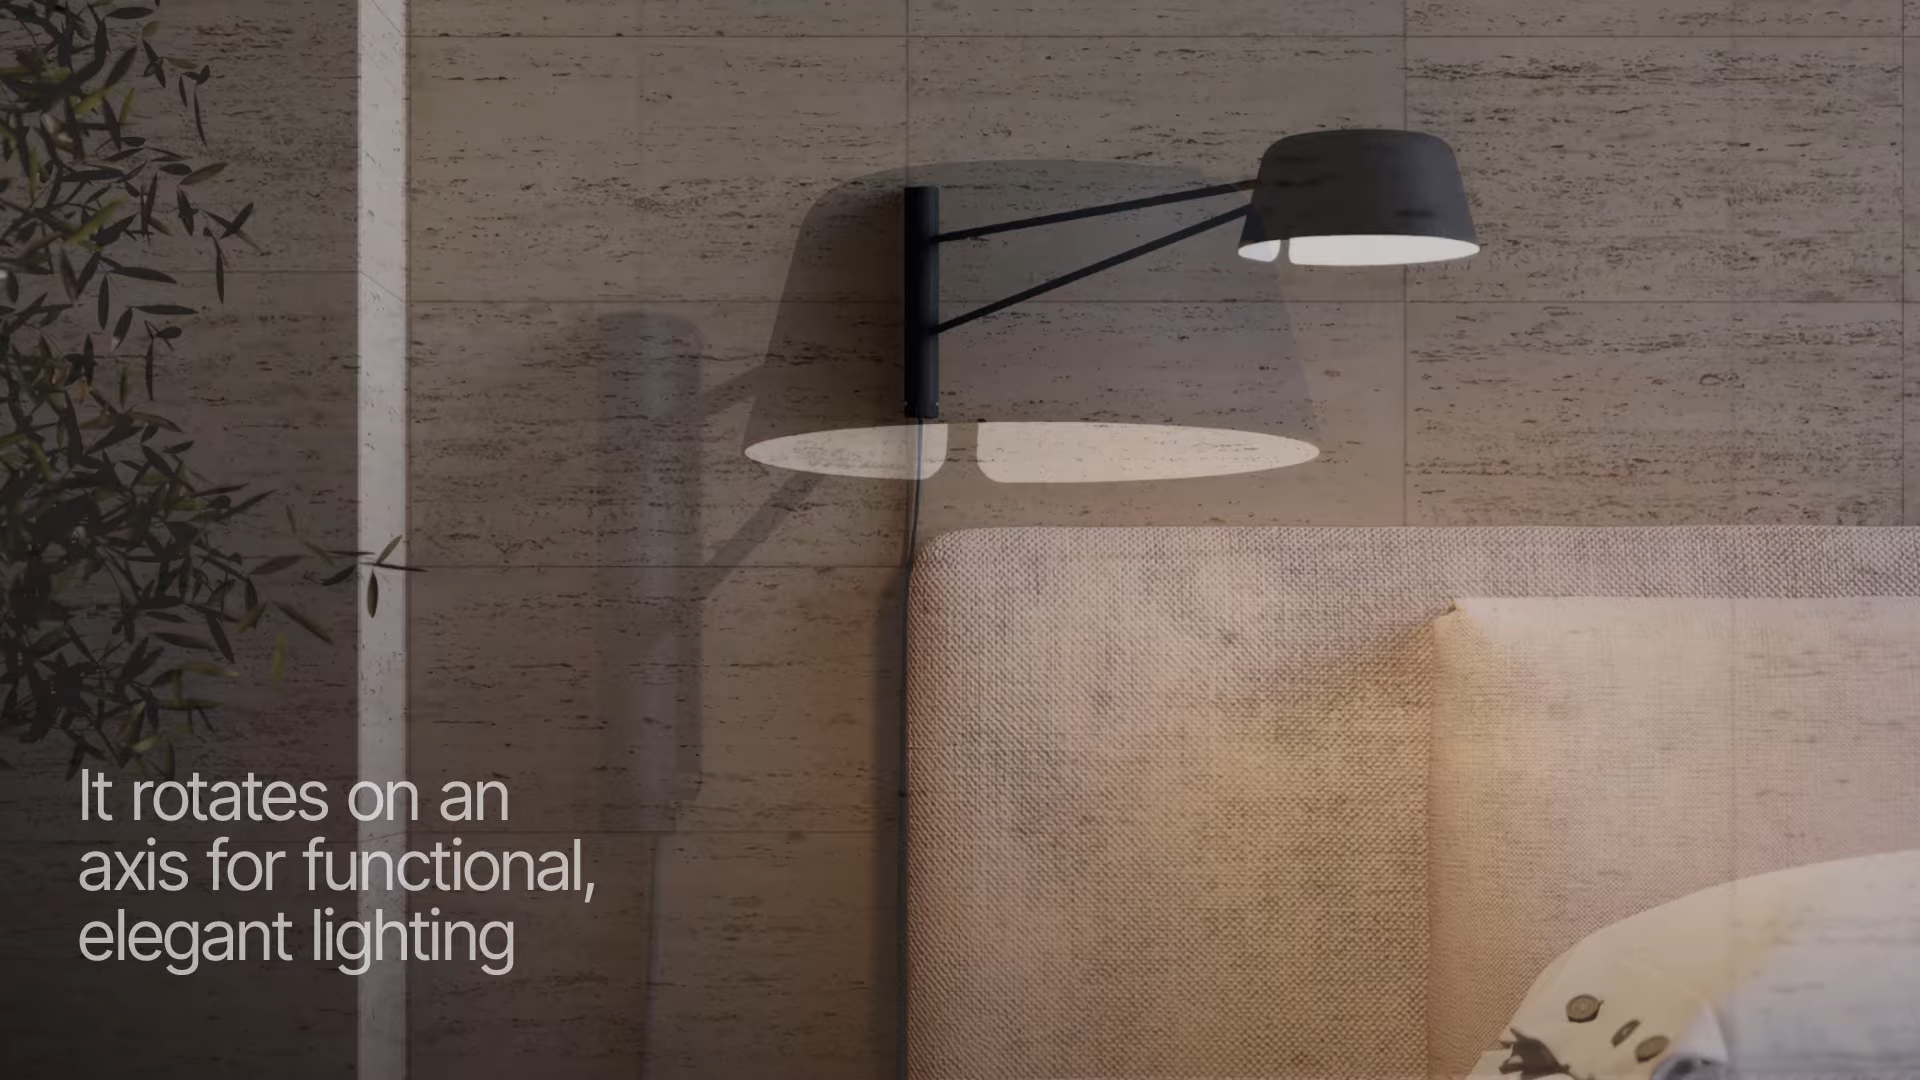 It rotates on an
axis for functional,
elegant lighting